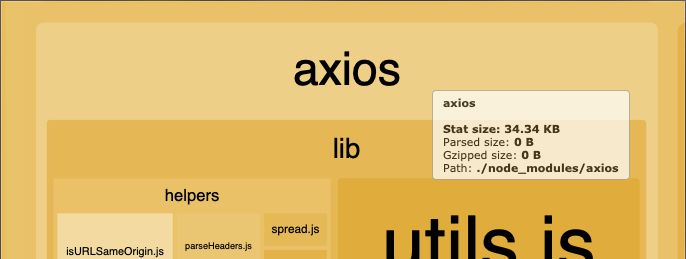 axios
axios
Stat size: 34.34 KB
Parsed size: 0 B
Gzipped size: 0 B
Path: ./node_modules/axios
lib
helpers
utils.js
isURLSameOrigin.js
parseHeaders.js
spread.js